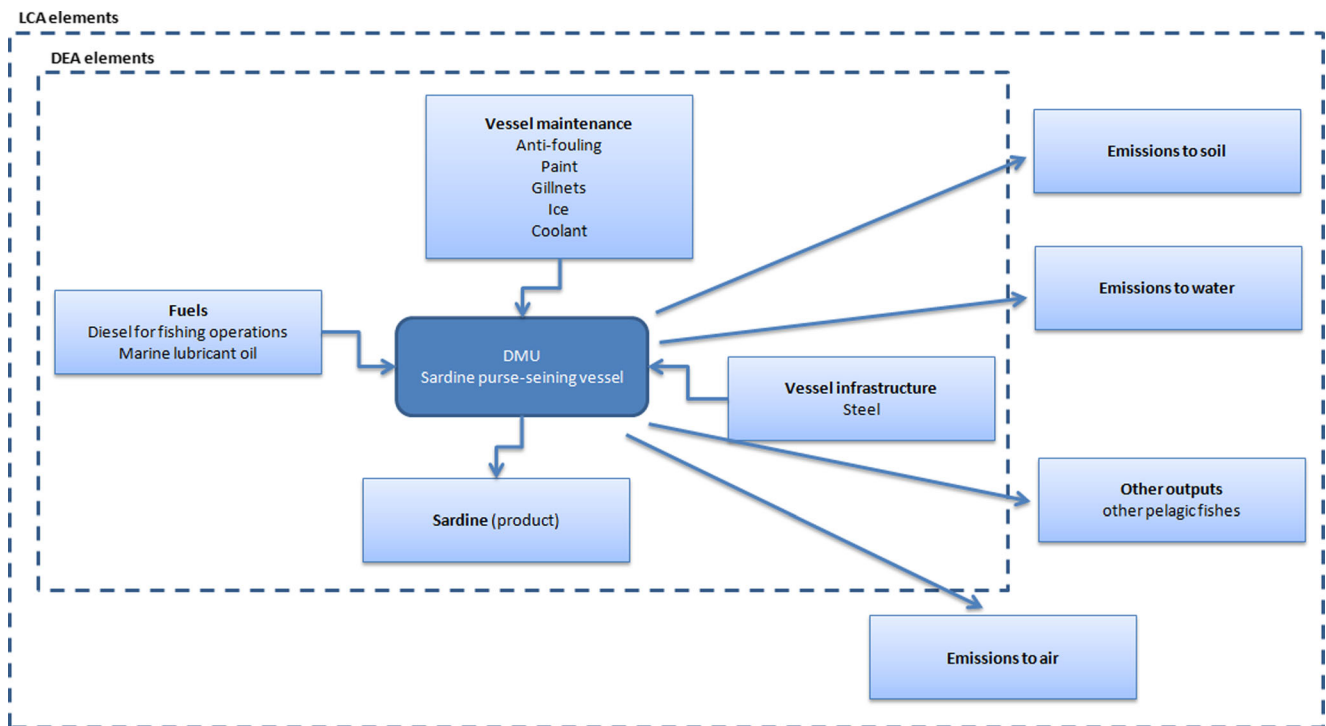 LCA elements
DEA elements
Vessel maintenance
Anti-fouling
Paint
Gillnets
Ice
Coolant
Emissions to soil
Emissions to water
Fuels
Diesel for fishing operations
Marine lubricant oil
DMU
Sardine purse-seining vessel
Vessel infrastructure
Steel
Sardine (product)
Other outputs
other pelagic fishes
Emissions to air